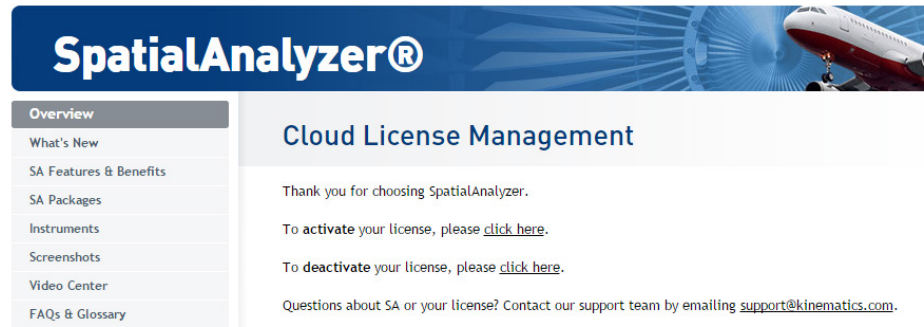 SpatialAnalyzer®
Overview
What's New
SA Features & Benefits
SA Packages
Instruments
Screenshots
Video Center
FAQs & Glossary
Cloud License Management
Thank you for choosing SpatialAnalyzer.
To activate your license, please click here.
To deactivate your license, please click here.
Questions about SA or your license? Contact our support team by emailing support@kinematics.com.